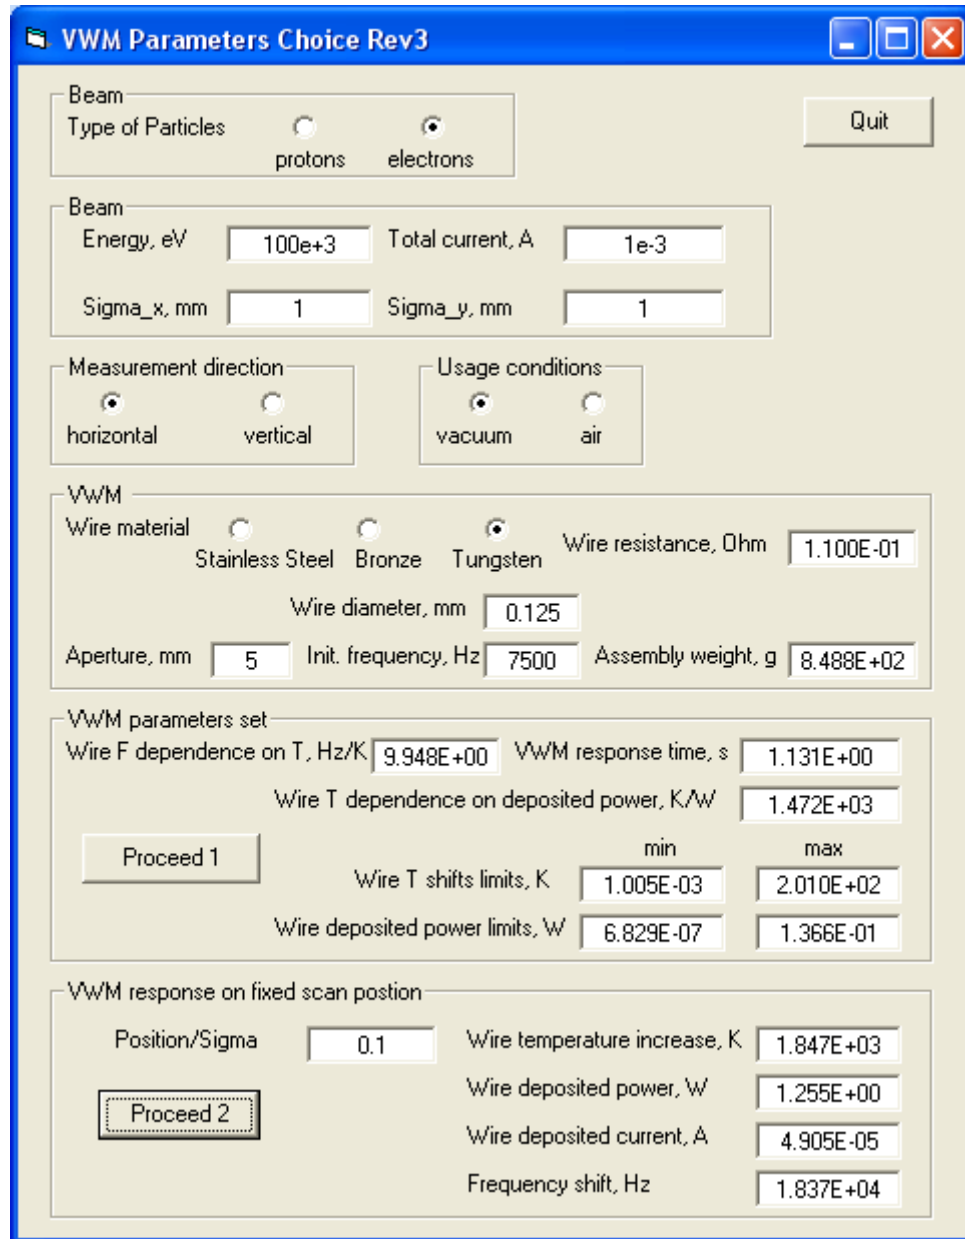 VWM Parameters Choice Rev3
Beam
Type of Particles
protons electrons
Quit
Beam
Energy, eV 100e+3 Total current, A 1e-3
Sigma_x, mm 1 Sigma_y, mm 1
Measurement direction Usage conditions
horizontal vertical vacuum air
VWM
Wire material Stainless Steel Bronze Tungsten Wire resistance, Ohm 1.100E-01
Wire diameter, mm 0.125
Aperture, mm 5 Init. frequency, Hz 7500 Assembly weight, g 8.488E+02
VWM parameters set
Wire F dependence on T, Hz/K 9.948E+00 VWM response time, s 1.131E+00
Wire T dependence on deposited power, K/W 1.472E+03
min max
Proceed 1
Wire T shifts limits, K 1.005E-03 2.010E+02
Wire deposited power limits, W 6.829E-07 1.366E-01
VWM response on fixed scan postion
Position/Sigma 0.1 Wire temperature increase, K 1.847E+03
Wire deposited power, W 1.255E+00
Proceed 2
Wire deposited current, A 4.905E-05
Frequency shift, Hz 1.837E+04